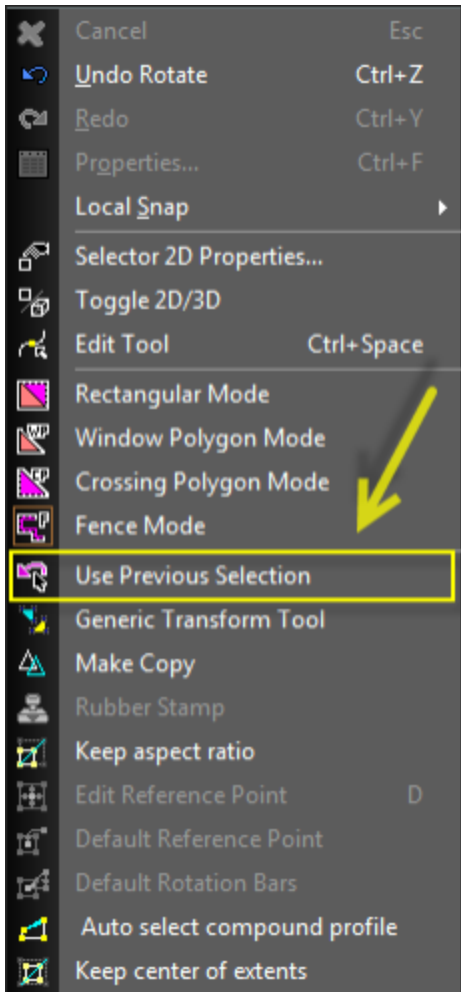 Cancel Esc
Undo Rotate Ctrl+Z
Redo Ctrl+Y
Properties... Ctrl+F
Local Snap
Selector 2D Properties...
Toggle 2D/3D
Edit Tool Ctrl+Space
Rectangular Mode
Window Polygon Mode
Crossing Polygon Mode
Fence Mode
Use Previous Selection
Generic Transform Tool
Make Copy
Rubber Stamp
Keep aspect ratio
Edit Reference Point D
Default Reference Point
Default Rotation Bars
Auto select compound profile
Keep center of extents